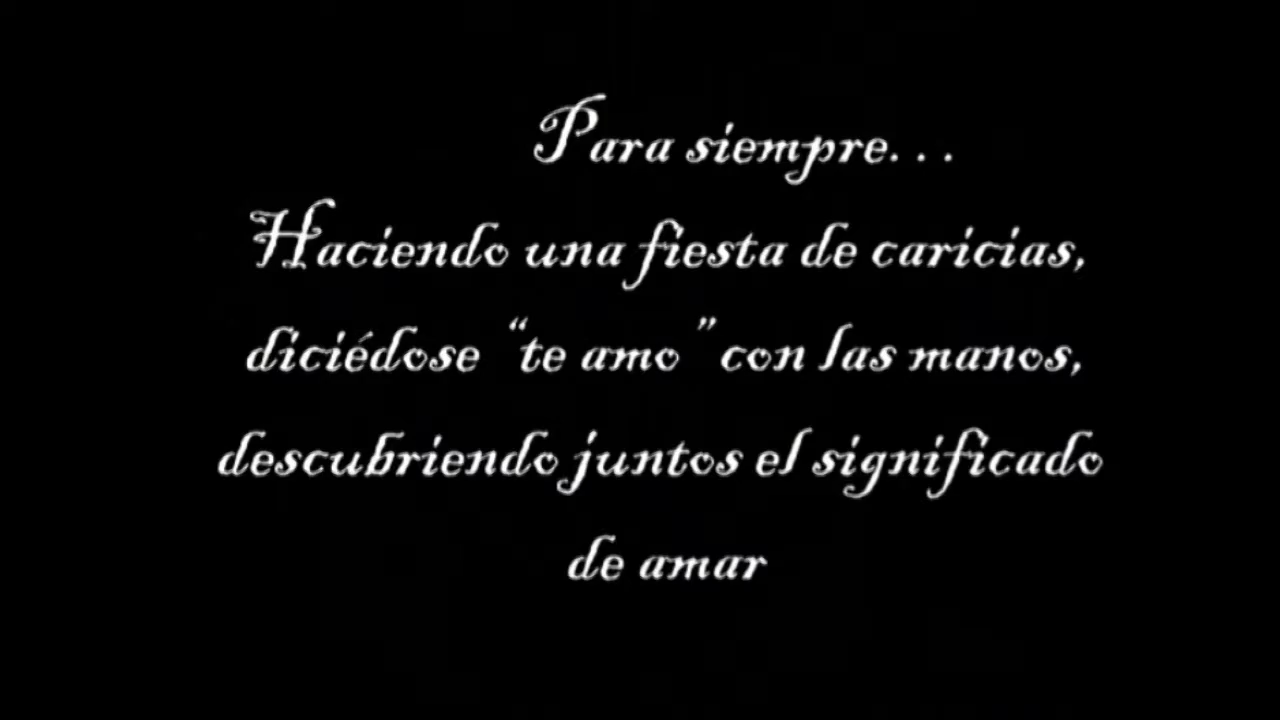 Para siempre...
Haciendo una fiesta de caricias,
diciédose “te amo” con las manos,
descubriendo juntos el significado
de amar